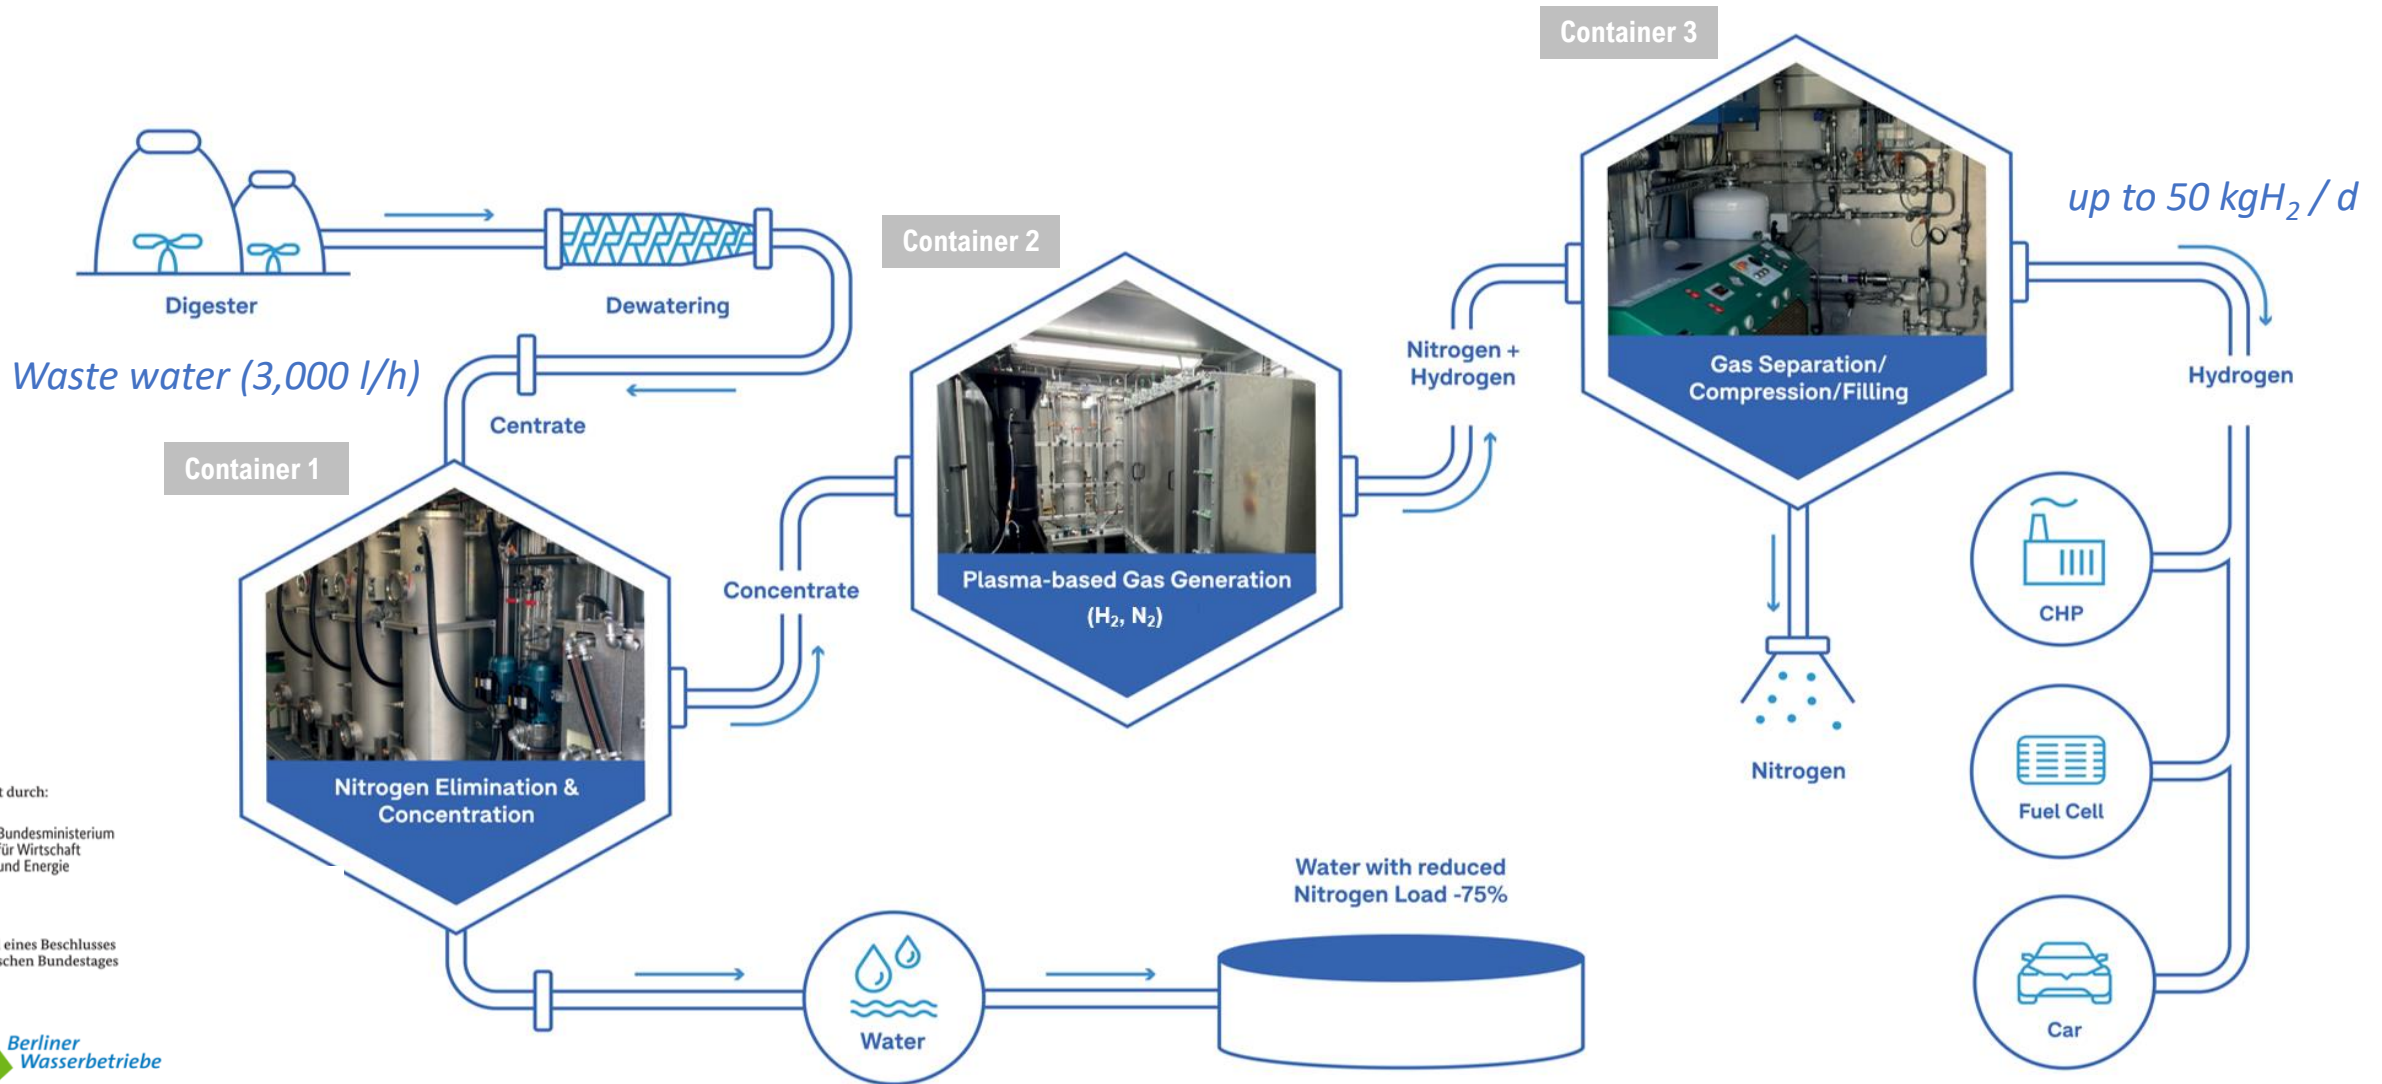 Container 3
up to 50 kgH₂ / d
Container 2
Digester
Dewatering
Waste water (3,000 l/h)
Centrate
Container 1
Nitrogen +
Hydrogen
Gas Separation/
Compression/Filling
Hydrogen
Concentrate
Plasma-based Gas Generation
(H₂, N₂)
CHP
Nitrogen Elimination &
Concentration
Nitrogen
Fuel Cell
t durch:
Bundesministerium
für Wirtschaft
und Energie
eines Beschlusses
schen Bundestages
Water with reduced
Nitrogen Load -75%
Water
Car
Berliner
Wasserbetriebe